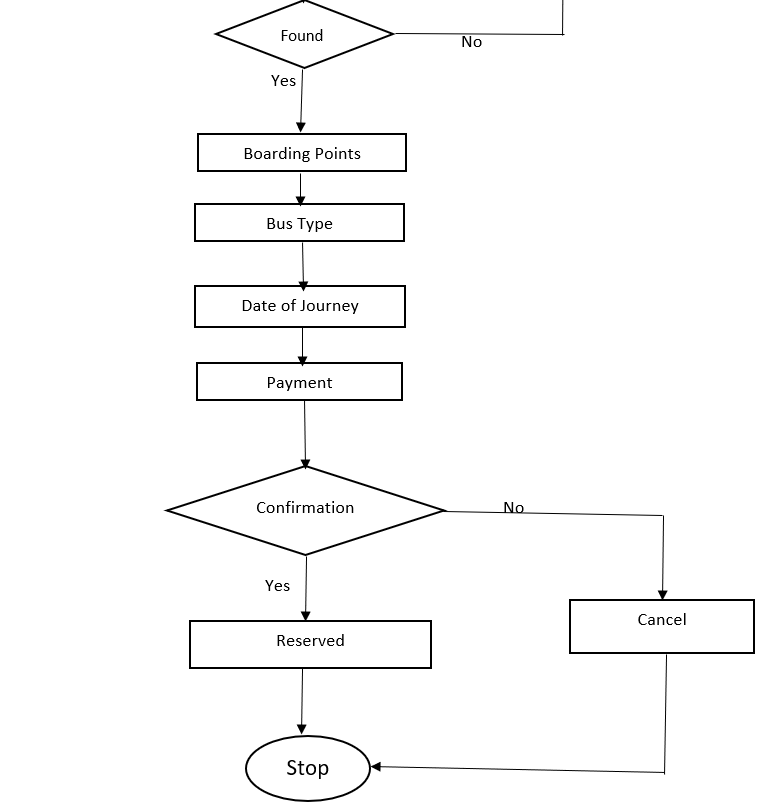 Found
No
Yes
Boarding Points
Bus Type
Date of Journey
Payment
Confirmation
No
Yes
Cancel
Reserved
Stop